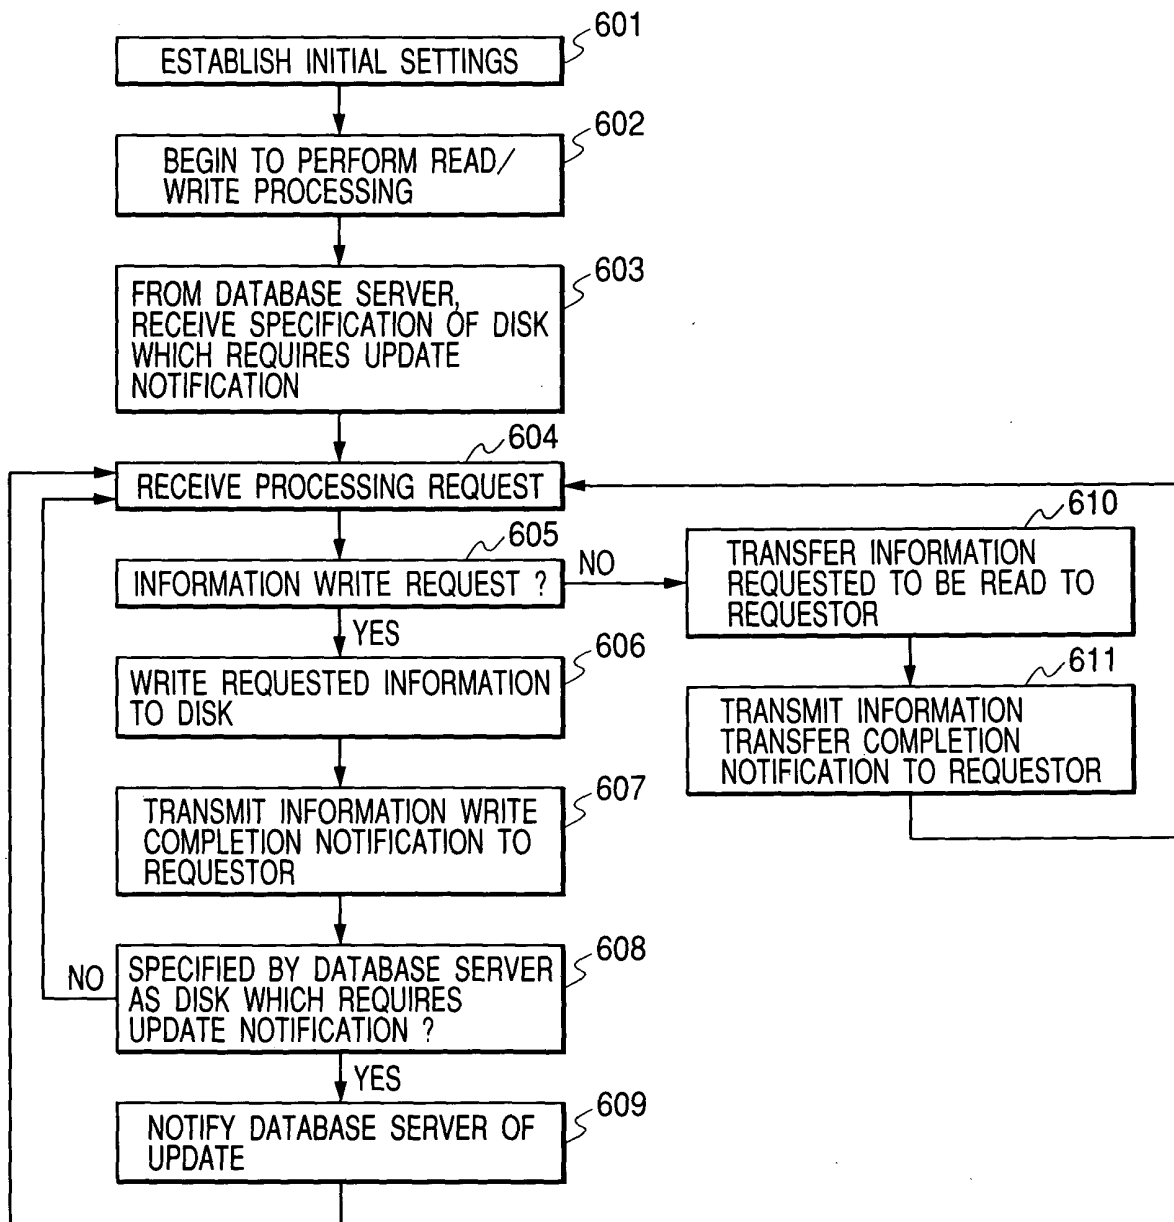 601
ESTABLISH INITIAL SETTINGS
602
BEGIN TO PERFORM READ/
WRITE PROCESSING
603
FROM DATABASE SERVER,
RECEIVE SPECIFICATION OF DISK
WHICH REQUIRES UPDATE
NOTIFICATION
604
RECEIVE PROCESSING REQUEST
605
INFORMATION WRITE REQUEST ?
NO
YES
610
TRANSFER INFORMATION
REQUESTED TO BE READ TO
REQUESTOR
606
WRITE REQUESTED INFORMATION
TO DISK
611
TRANSMIT INFORMATION
TRANSFER COMPLETION
NOTIFICATION TO REQUESTOR
607
TRANSMIT INFORMATION WRITE
COMPLETION NOTIFICATION TO
REQUESTOR
608
NO
SPECIFIED BY DATABASE SERVER
AS DISK WHICH REQUIRES
UPDATE NOTIFICATION ?
YES
609
NOTIFY DATABASE SERVER OF
UPDATE